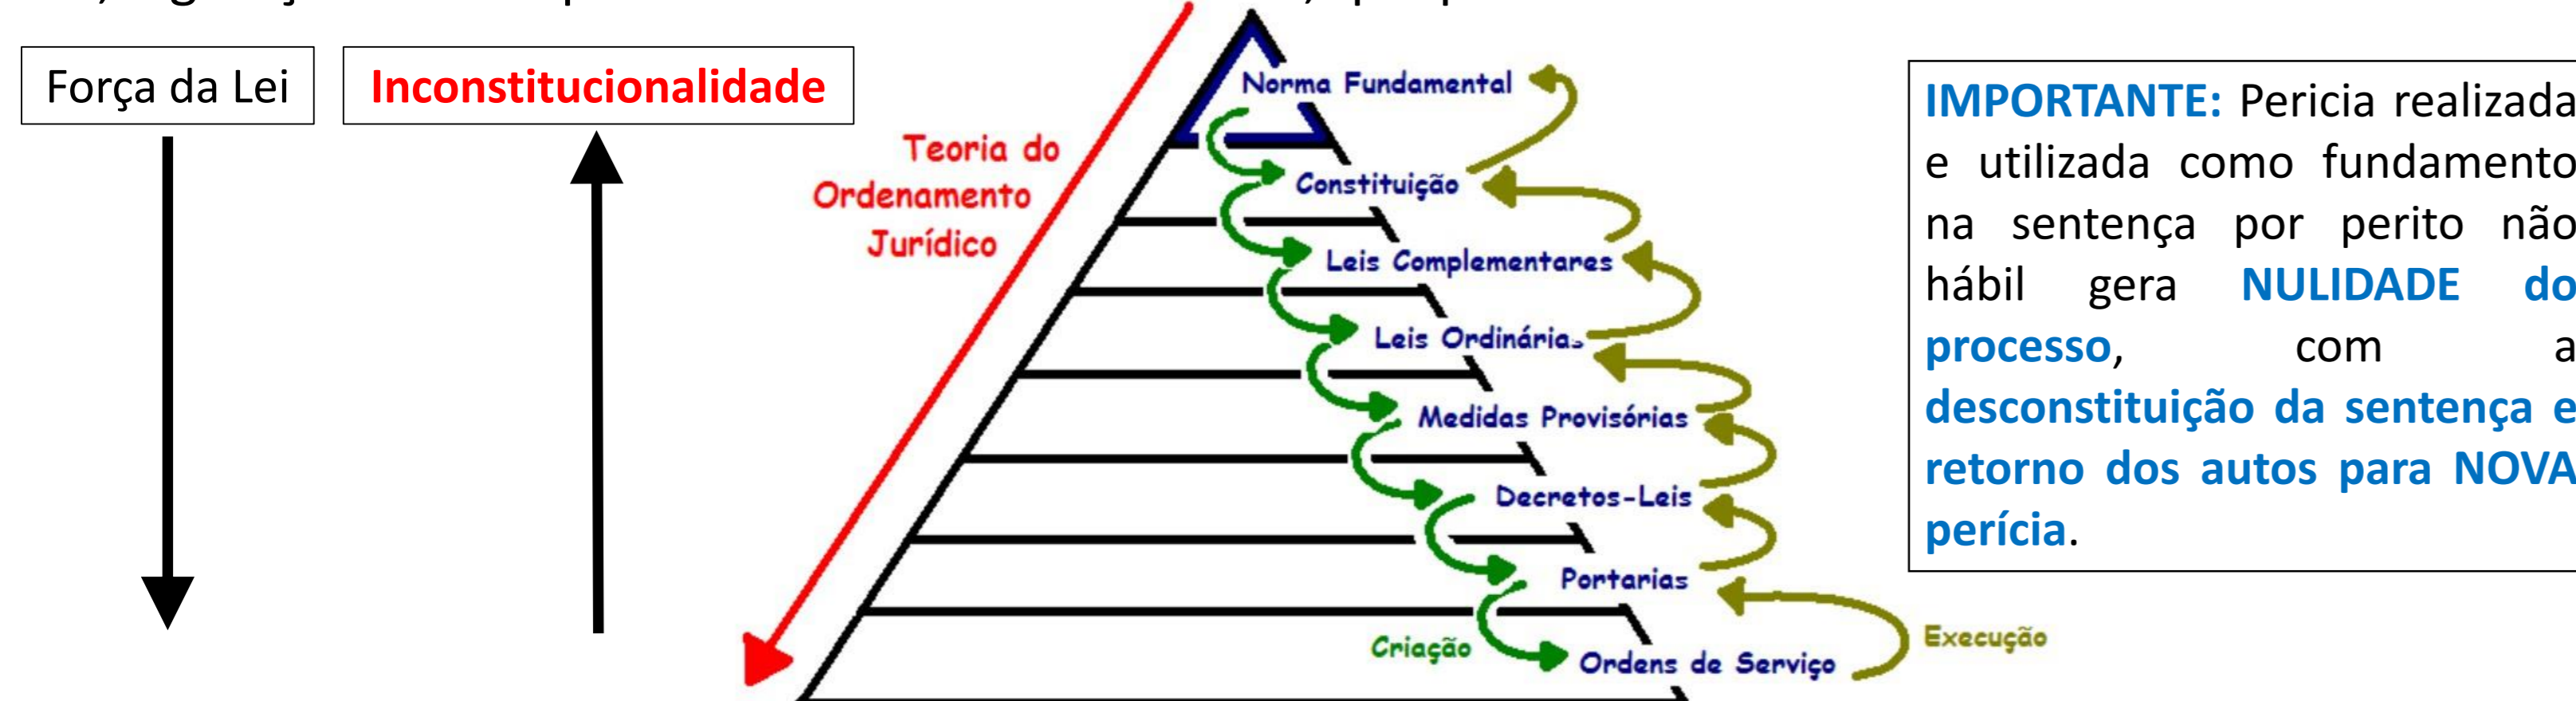 Força da Lei
Inconstitucionalidade
Teoria do
Ordenamento
Jurídico
Norma Fundamental
Constituição
Leis Complementares
Leis Ordinárias
Medidas Provisórias
Decretos-Leis
Portarias
Ordens de Serviço
Criação
Execução
IMPORTANTE: Pericia realizada
e utilizada como fundamento
na sentença por perito não
hábil gera NULIDADE do
processo, com a
desconstituição da sentença e
retorno dos autos para NOVA
perícia.